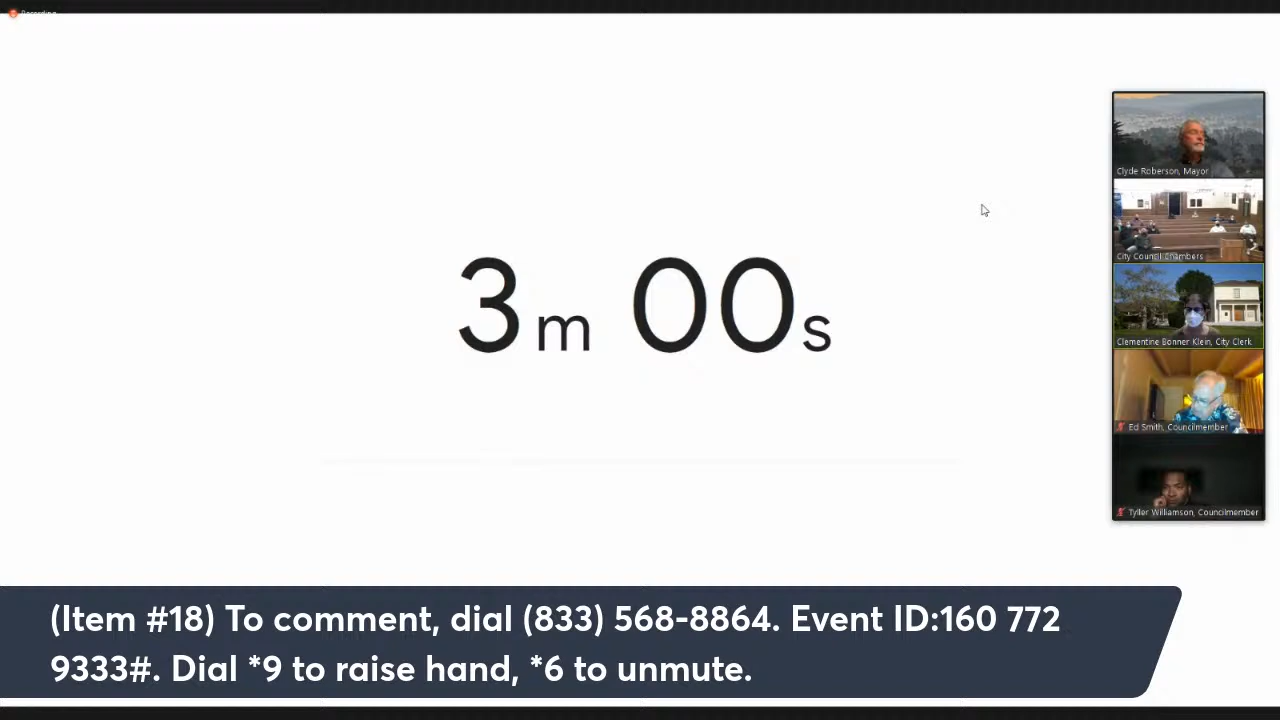 Recording
3m 00s
Clyde Roberson, Mayor
City Council Chambers
Clementine Bonner Klein, City Clerk
Ed Smith, Councilmember
Tyller Williamson, Councilmember
(Item #18) To comment, dial (833) 568-8864. Event ID:160 772
9333#. Dial *9 to raise hand, *6 to unmute.